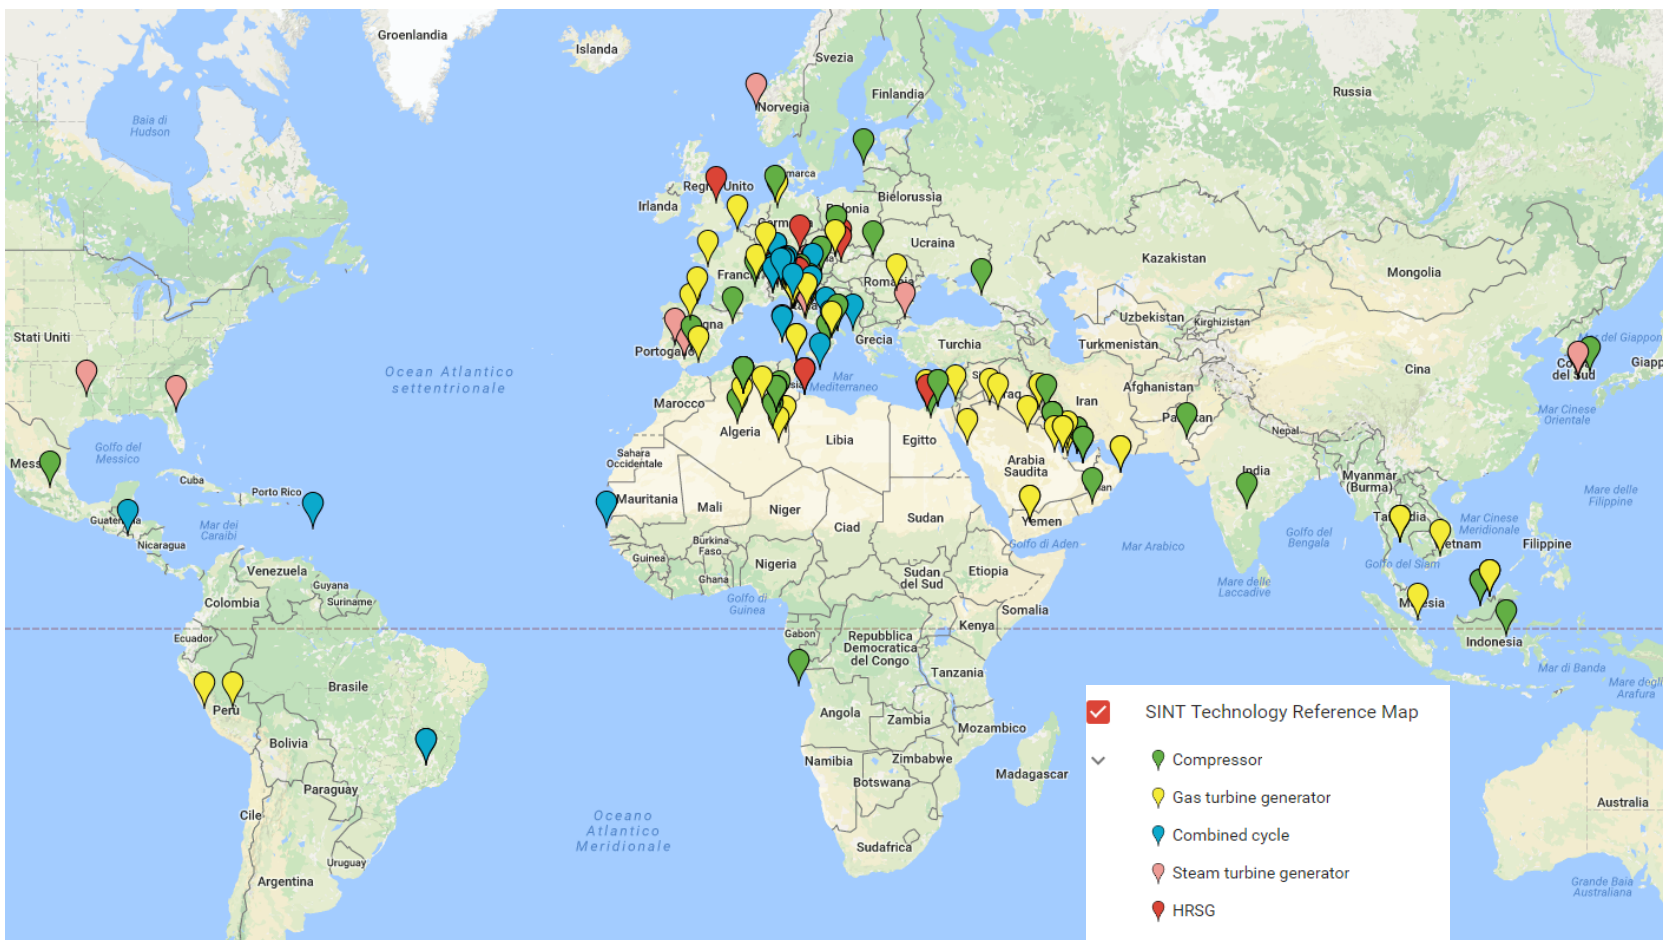 Groenlandia
Islanda
Svezia
Finlandia
Norvegia
Russia
Baia di
Hudson
Irlanda
Bielorussia
Ucraina
Kazakistan
Mongolia
Stati Uniti
Portogallo
Grecia
Turchia
Uzbekistan
Kirghizistan
Turkmenistan
Oceano Atlantico
settentrionale
Mar
Mediterraneo
Afghanistan
Iran
Cina
Marocco
Algeria
Libia
Egitto
Nepal
Mar Cinese
Orientale
Golfo del
Messico
Sahara
Occidentale
Arabia
Saudita
India
Myanmar
(Burma)
Cuba
Porto Rico
Mauritania
Mali
Niger
Ciad
Sudan
Yemen
Mare delle
Filippine
Mar dei
Caraibi
Nicaragua
Burkina
Faso
Guinea
Ghana
Nigeria
Sudan
del Sud
Etiopia
Golfo di Aden
Mar Arabico
Golfo del
Bengala
Mar Cinese
Meridionale
Filippine
Golfo del Siam
Mare delle
Laccadive
Venezuela
Guyana
Suriname
Colombia
Golfo di
Guinea
Somalia
Ecuador
Gabon
Repubblica
Democratica
del Congo
Kenya
Indonesia
Tanzania
Mar di Banda
Mare degli
Arafura
Perù
Brasile
Angola
Zambia
Mozambico
Bolivia
Namibia
Zimbabwe
Botswana
Madagascar
Paraguay
Cile
Oceano
Atlantico
Meridionale
Sudafrica
Uruguay
Argentina
Australia
Grande Baia
Australiana
SINT Technology Reference Map
Compressor
Gas turbine generator
Combined cycle
Steam turbine generator
HRSG